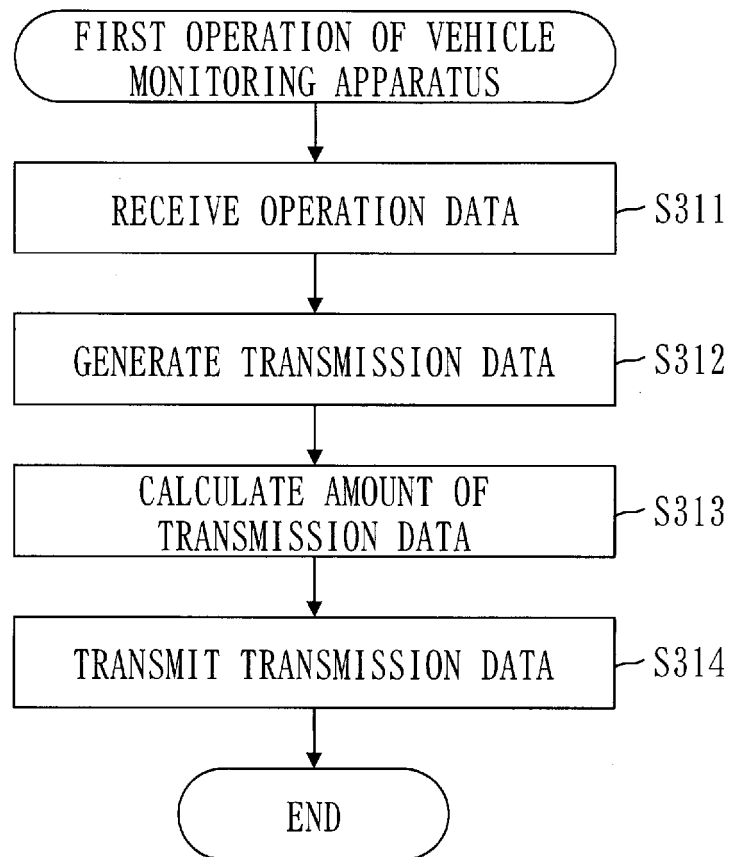 FIRST OPERATION OF VEHICLE
MONITORING APPARATUS
RECEIVE OPERATION DATA
S311
GENERATE TRANSMISSION DATA
S312
CALCULATE AMOUNT OF
TRANSMISSION DATA
S313
TRANSMIT TRANSMISSION DATA
S314
END